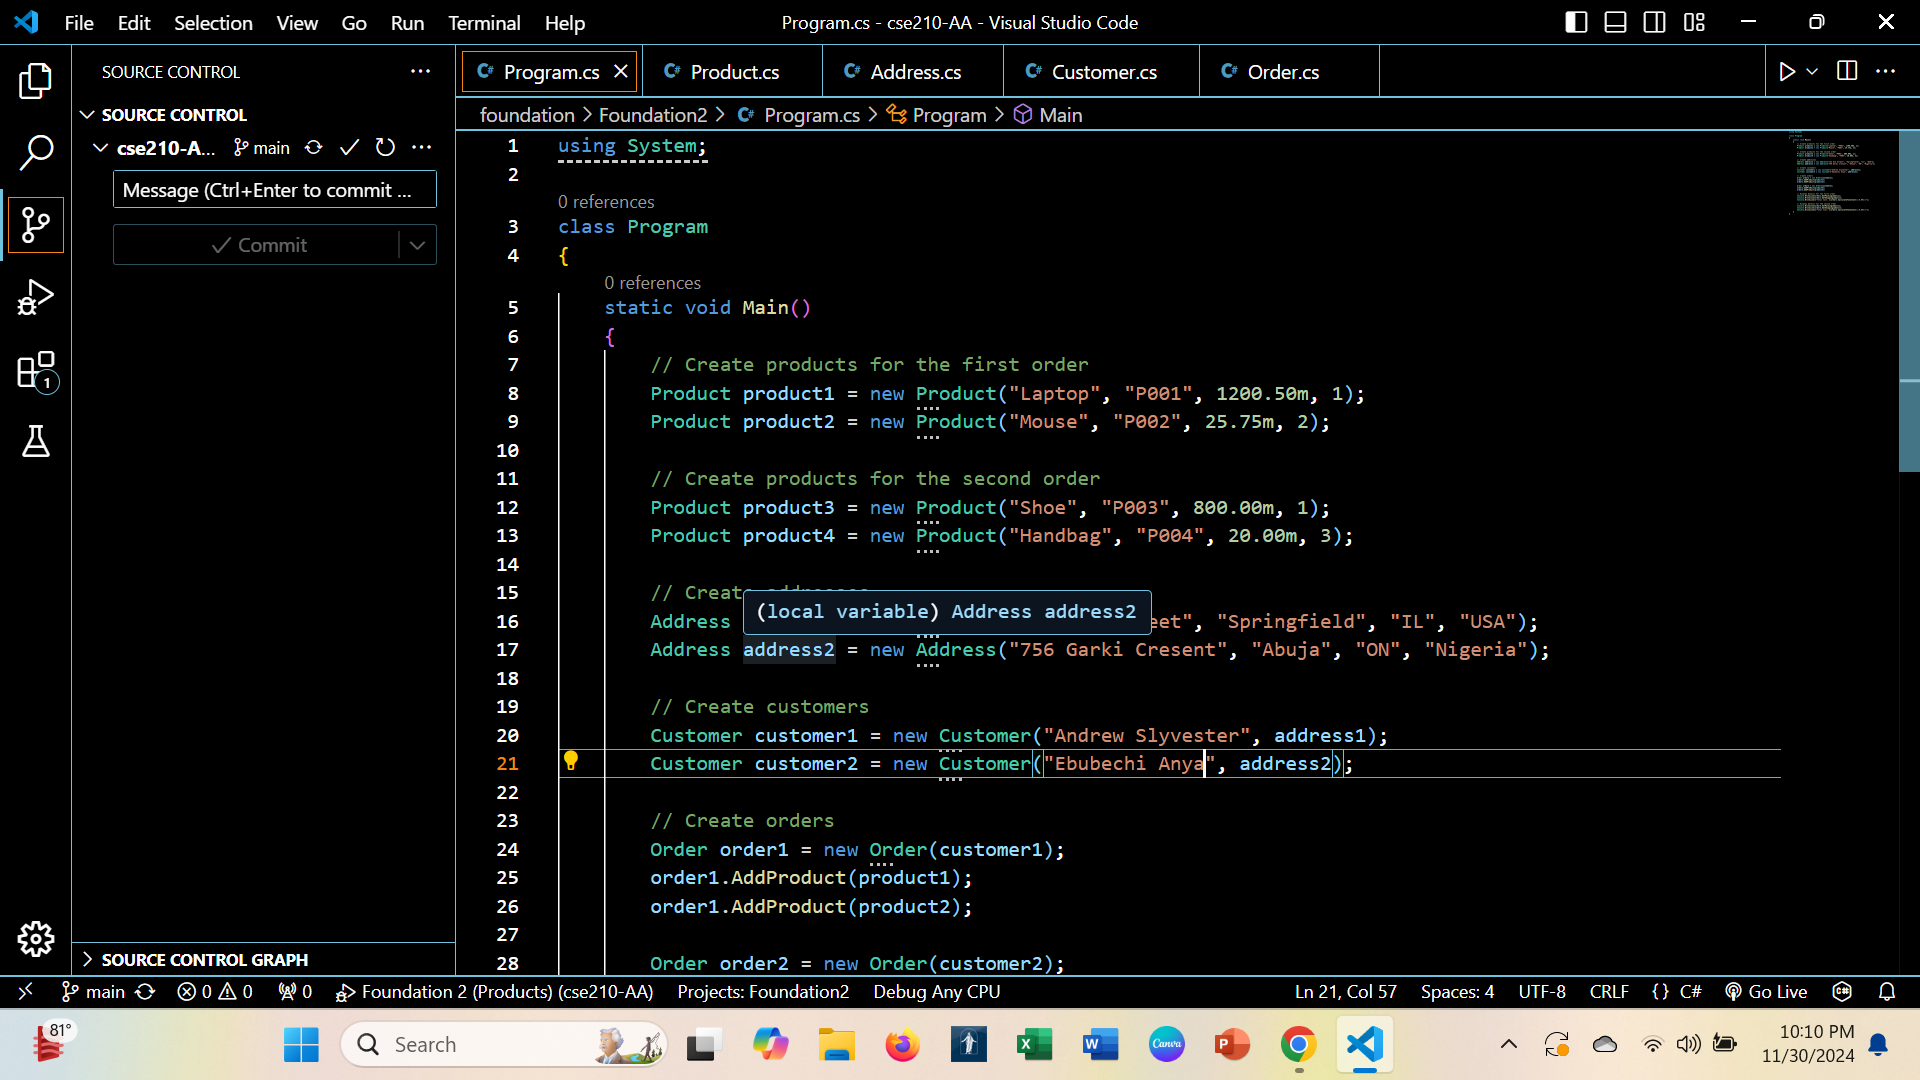 File Edit Selection View Go Run Terminal Help
Program.cs - cse210-AA - Visual Studio Code
SOURCE CONTROL
Program.cs
Product.cs
Address.cs
Customer.cs
Order.cs
SOURCE CONTROL
foundation > Foundation2 > Program.cs > Program > Main
cse210-A... main
Message (Ctrl+Enter to commit ...
Commit
1 using System;
2
0 references
3 class Program
4 {
0 references
5 static void Main()
6 {
7 // Create products for the first order
8 Product product1 = new Product("Laptop", "P001", 1200.50m, 1);
9 Product product2 = new Product("Mouse", "P002", 25.75m, 2);
10
11 // Create products for the second order
12 Product product3 = new Product("Shoe", "P003", 800.00m, 1);
13 Product product4 = new Product("Handbag", "P004", 20.00m, 3);
14
15 // Create
(local variable) Address address2
16 Address eet", "Springfield", "IL", "USA");
17 Address address2 = new Address("756 Garki Cresent", "Abuja", "ON", "Nigeria");
18
19 // Create customers
20 Customer customer1 = new Customer("Andrew Slyvester", address1);
21 Customer customer2 = new Customer("Ebubechi Anya", address2);
22
23 // Create orders
24 Order order1 = new Order(customer1);
25 order1.AddProduct(product1);
26 order1.AddProduct(product2);
27
28 Order order2 = new Order(customer2);
1
SOURCE CONTROL GRAPH
main 0 0 0 Foundation 2 (Products) (cse210-AA) Projects: Foundation2 Debug Any CPU Ln 21, Col 57 Spaces: 4 UTF-8 CRLF {} C# Go Live
81°
Search
Canva
10:10 PM
11/30/2024